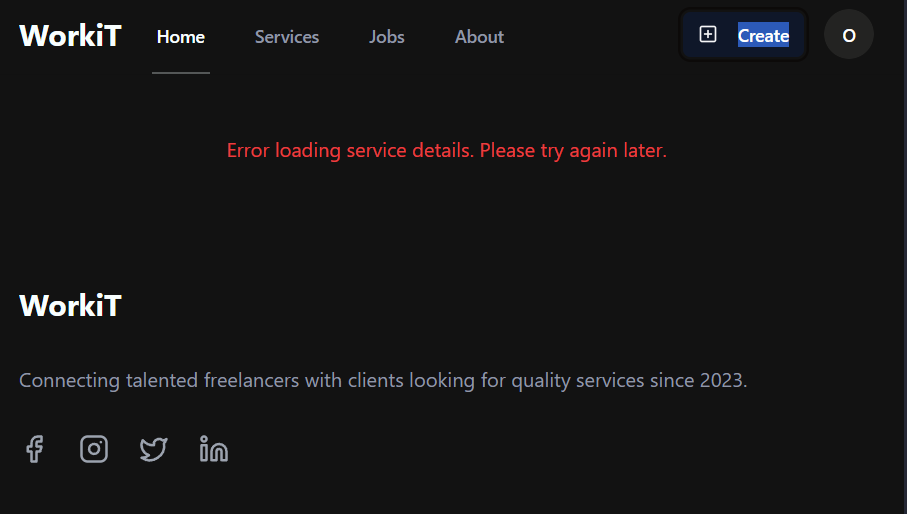 WorkiT Home Services Jobs About Create O
Error loading service details. Please try again later.
WorkiT
Connecting talented freelancers with clients looking for quality services since 2023.